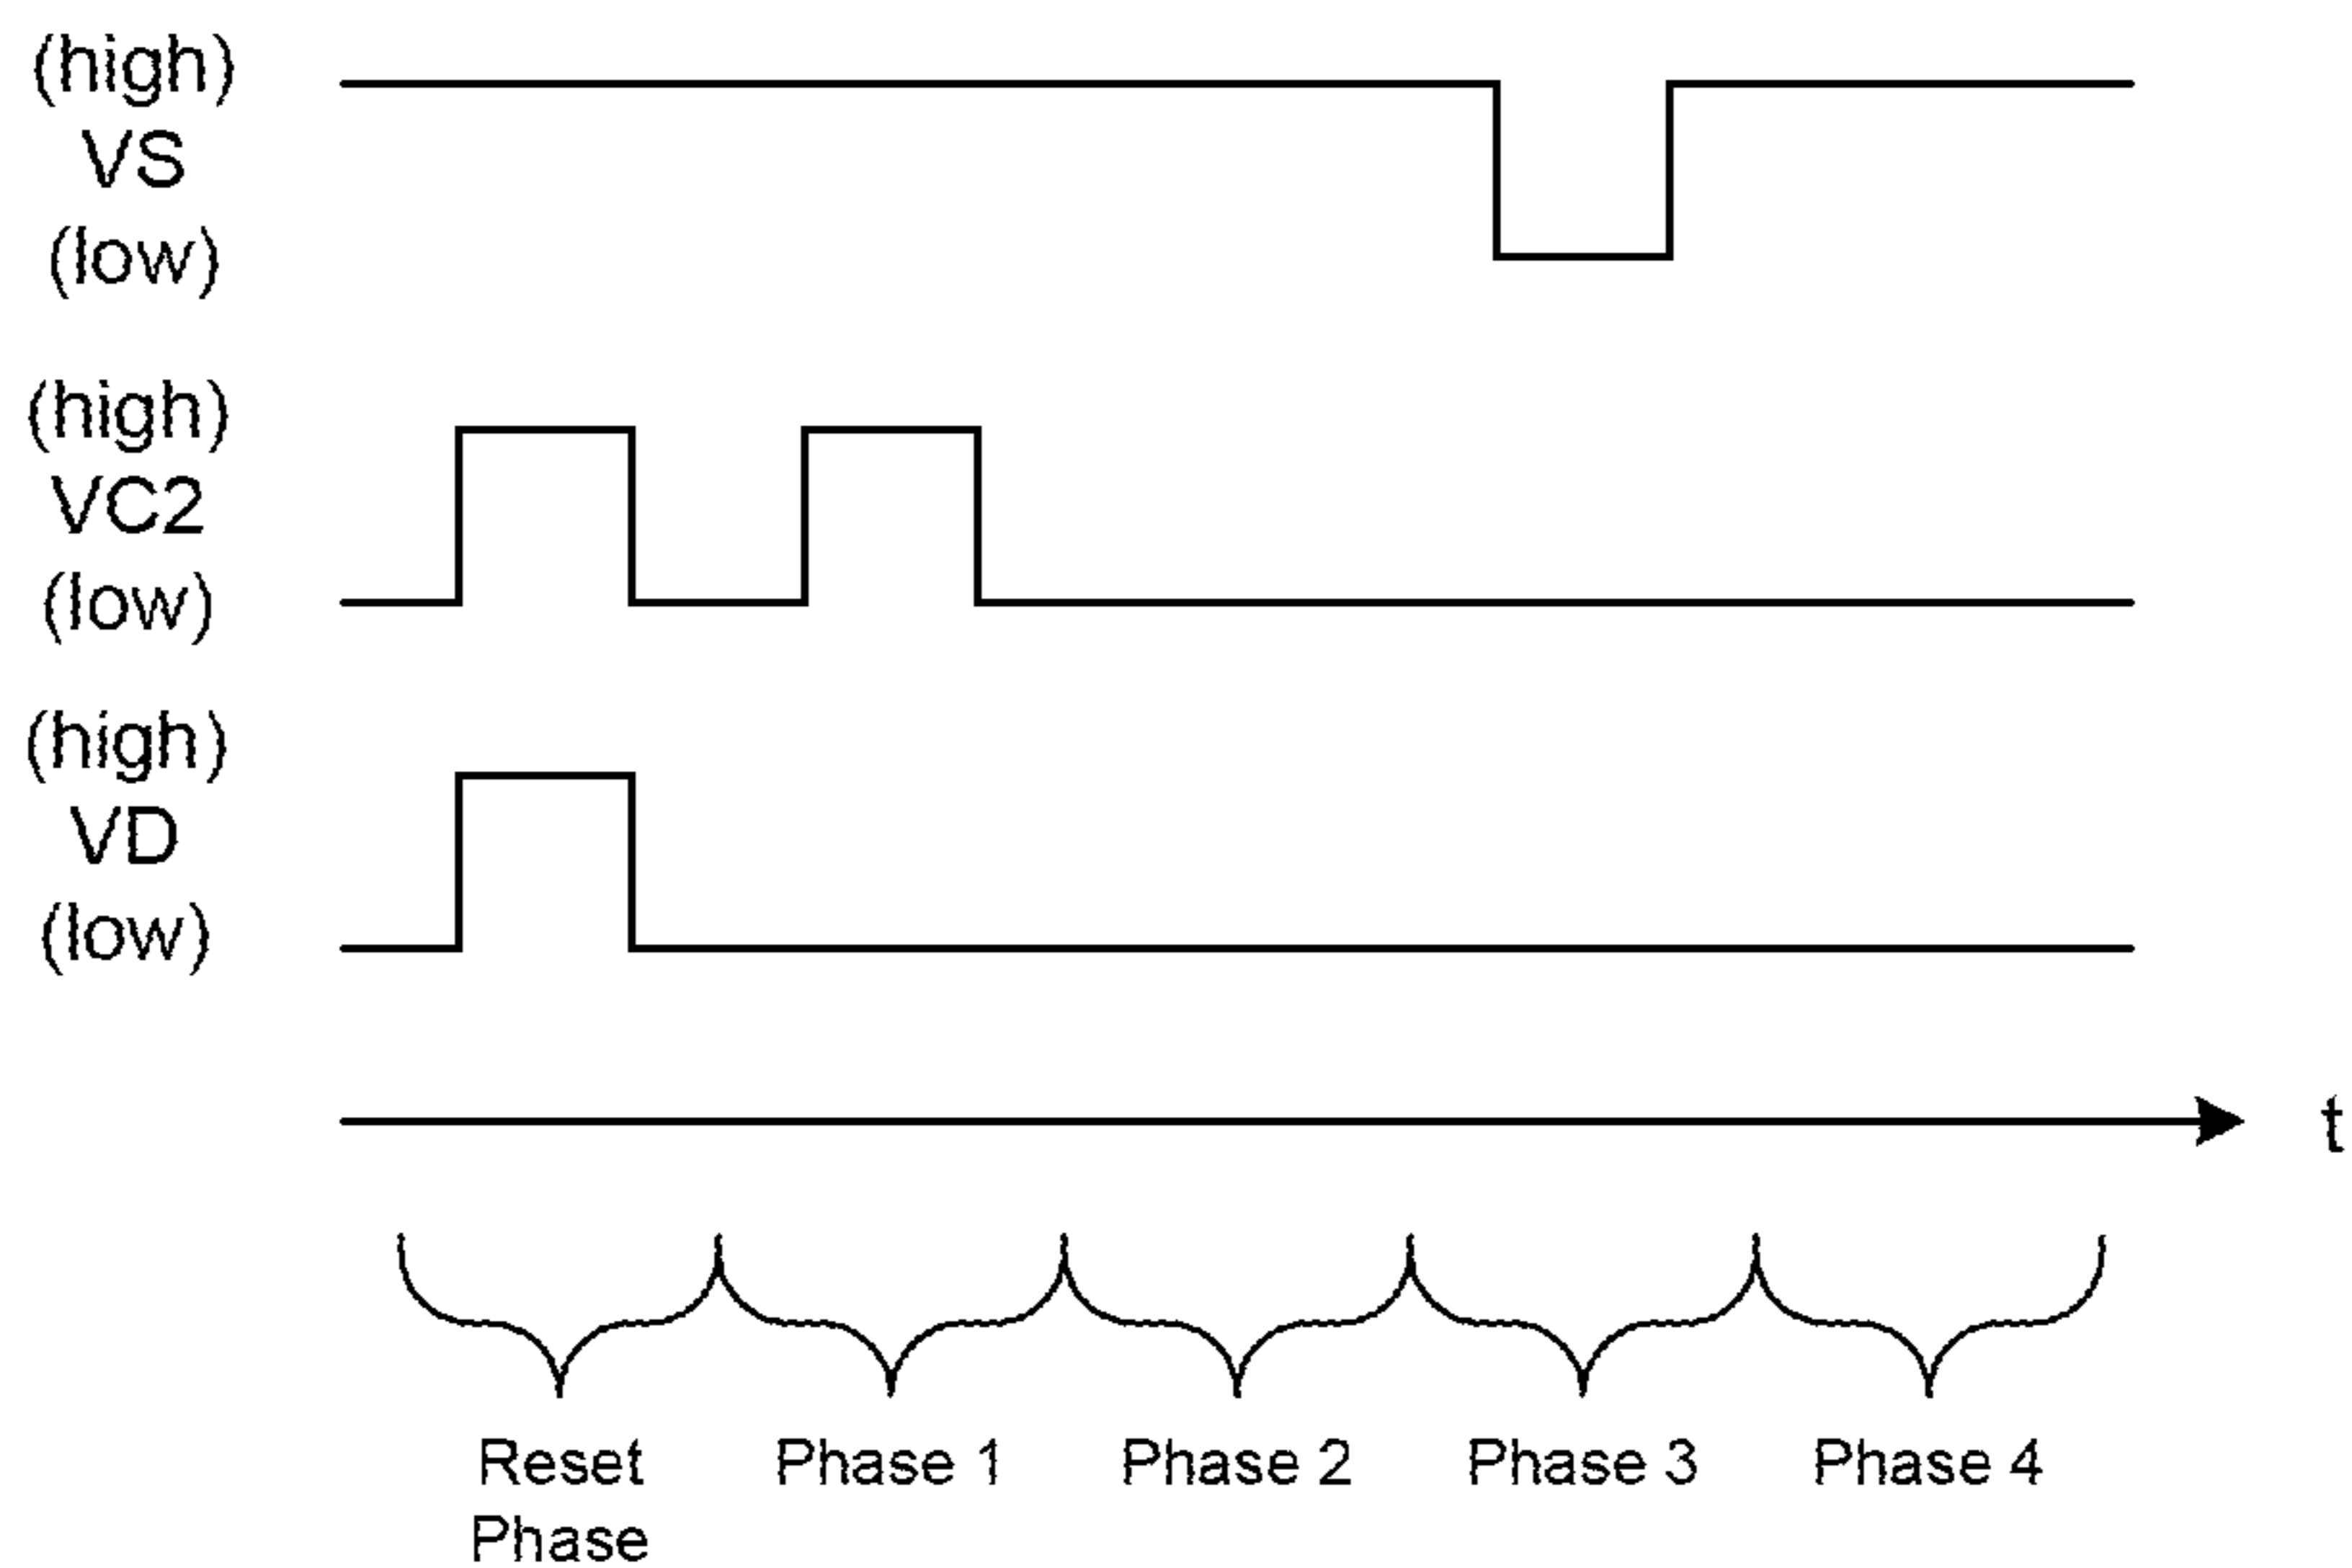 (high)
VS
(low)
(high)
VC2
(low)
(high)
VD
(low)
t
Reset
Phase
Phase 1
Phase 2
Phase 3
Phase 4